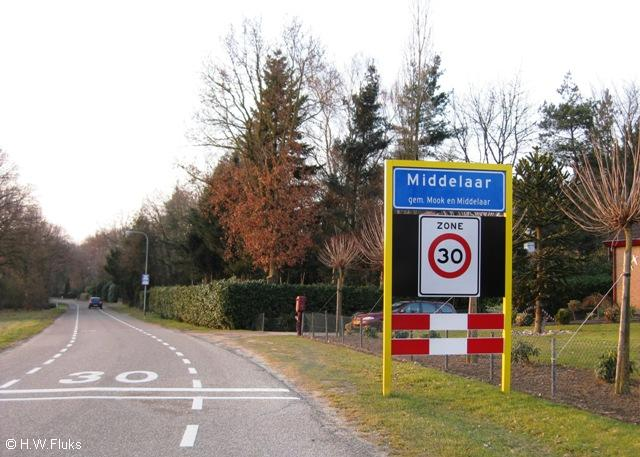 Middelaar
gem. Mook en Middelaar
ZONE
30
30
© H.W.Fluks